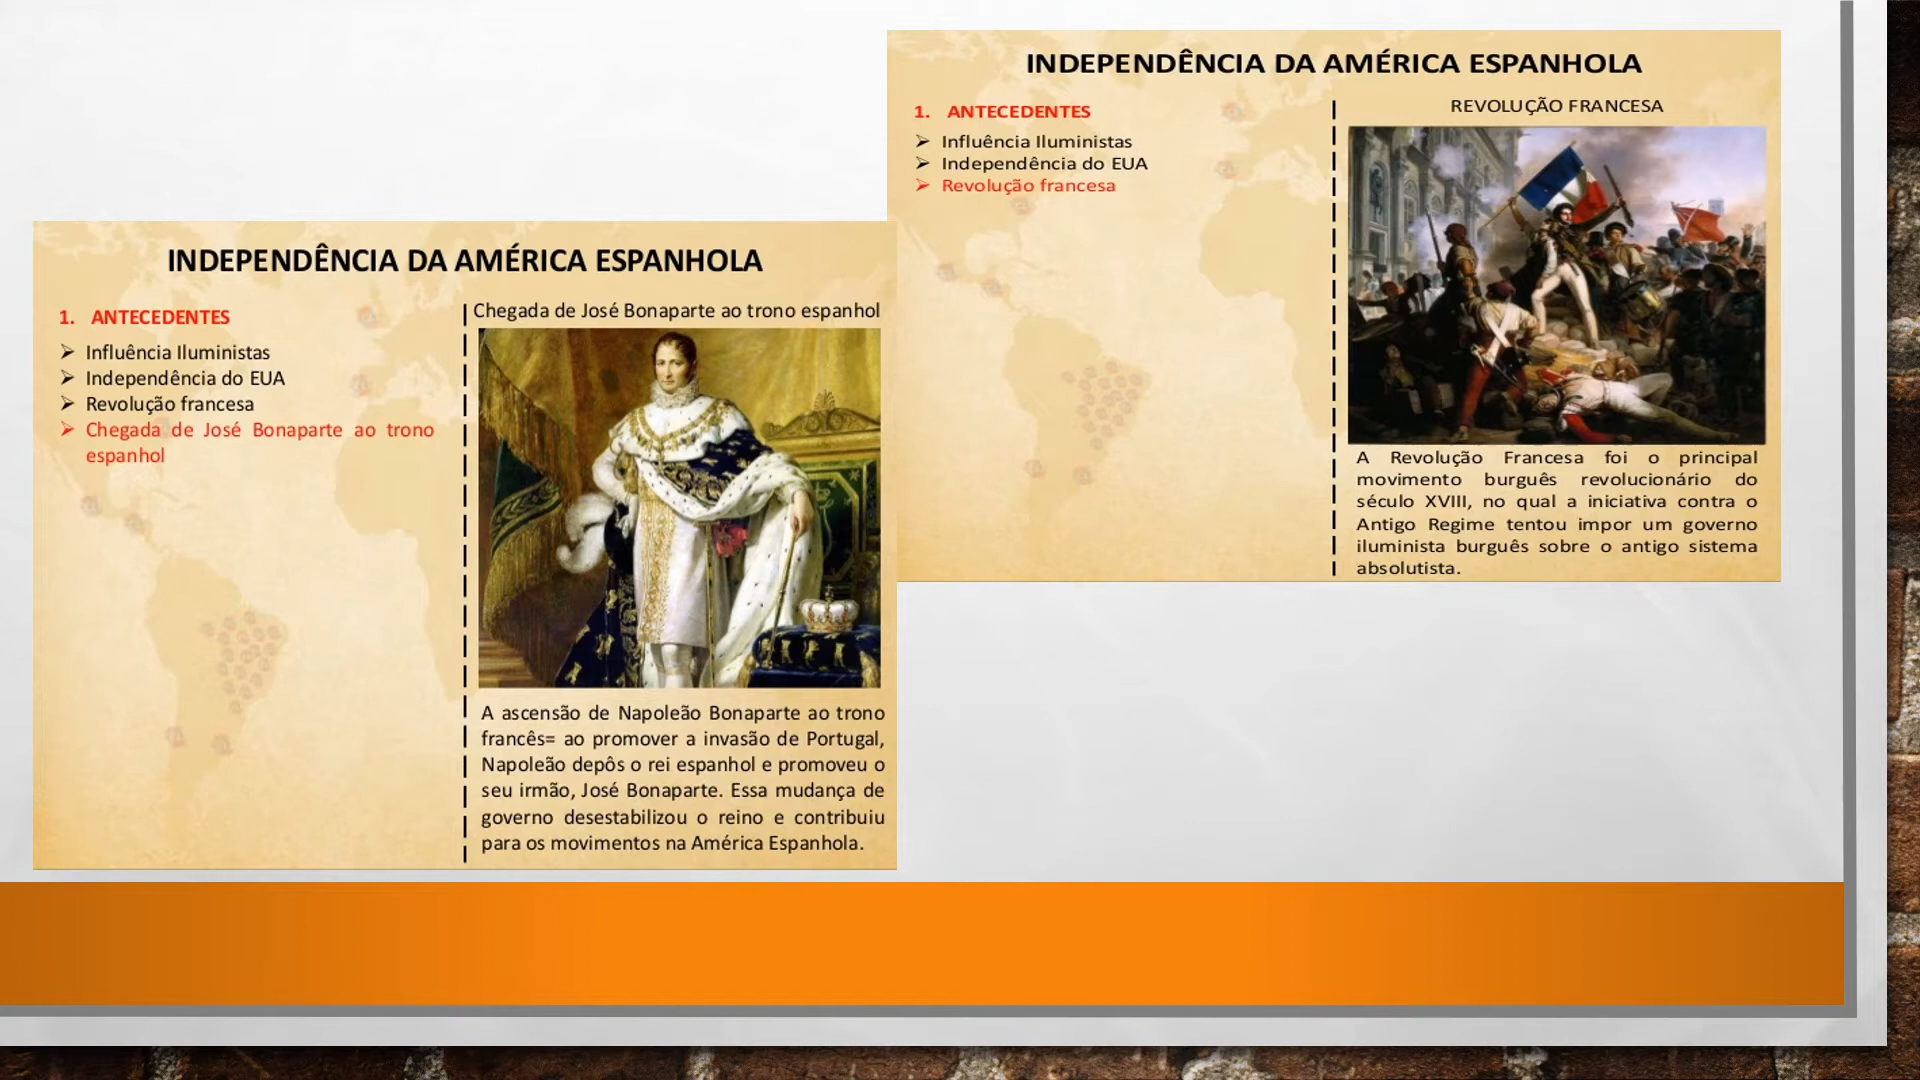 INDEPENDÊNCIA DA AMÉRICA ESPANHOLA
1. ANTECEDENTES
➢ Influência Iluministas
➢ Independência do EUA
➢ Revolução francesa
REVOLUÇÃO FRANCESA
A Revolução Francesa foi o principal
movimento burguês revolucionário do
século XVIII, no qual a iniciativa contra o
Antigo Regime tentou impor um governo
iluminista burguês sobre o antigo sistema
absolutista.
INDEPENDÊNCIA DA AMÉRICA ESPANHOLA
1. ANTECEDENTES
➢ Influência Iluministas
➢ Independência do EUA
➢ Revolução francesa
➢ Chegada de José Bonaparte ao trono
espanhol
Chegada de José Bonaparte ao trono espanhol
A ascensão de Napoleão Bonaparte ao trono
francês= ao promover a invasão de Portugal,
Napoleão depôs o rei espanhol e promoveu o
seu irmão, José Bonaparte. Essa mudança de
governo desestabilizou o reino e contribuiu
para os movimentos na América Espanhola.